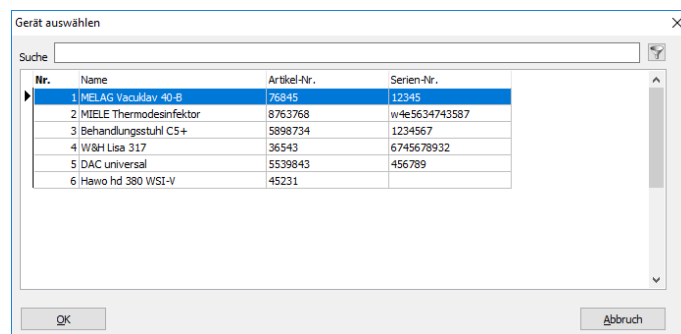 Gerät auswählen
Suche
Nr. Name Artikel-Nr. Serien-Nr.
1 MELAG Vacuklav 40-B 76845 12345
2 MIELE Thermodesinfektor 8763768 w4e5634743587
3 Behandlungsstuhl C5+ 5898734 1234567
4 W&H Lisa 317 36543 6745678932
5 DAC universal 5539843 456789
6 Hawo hd 380 WSI-V 45231
OK Abbruch